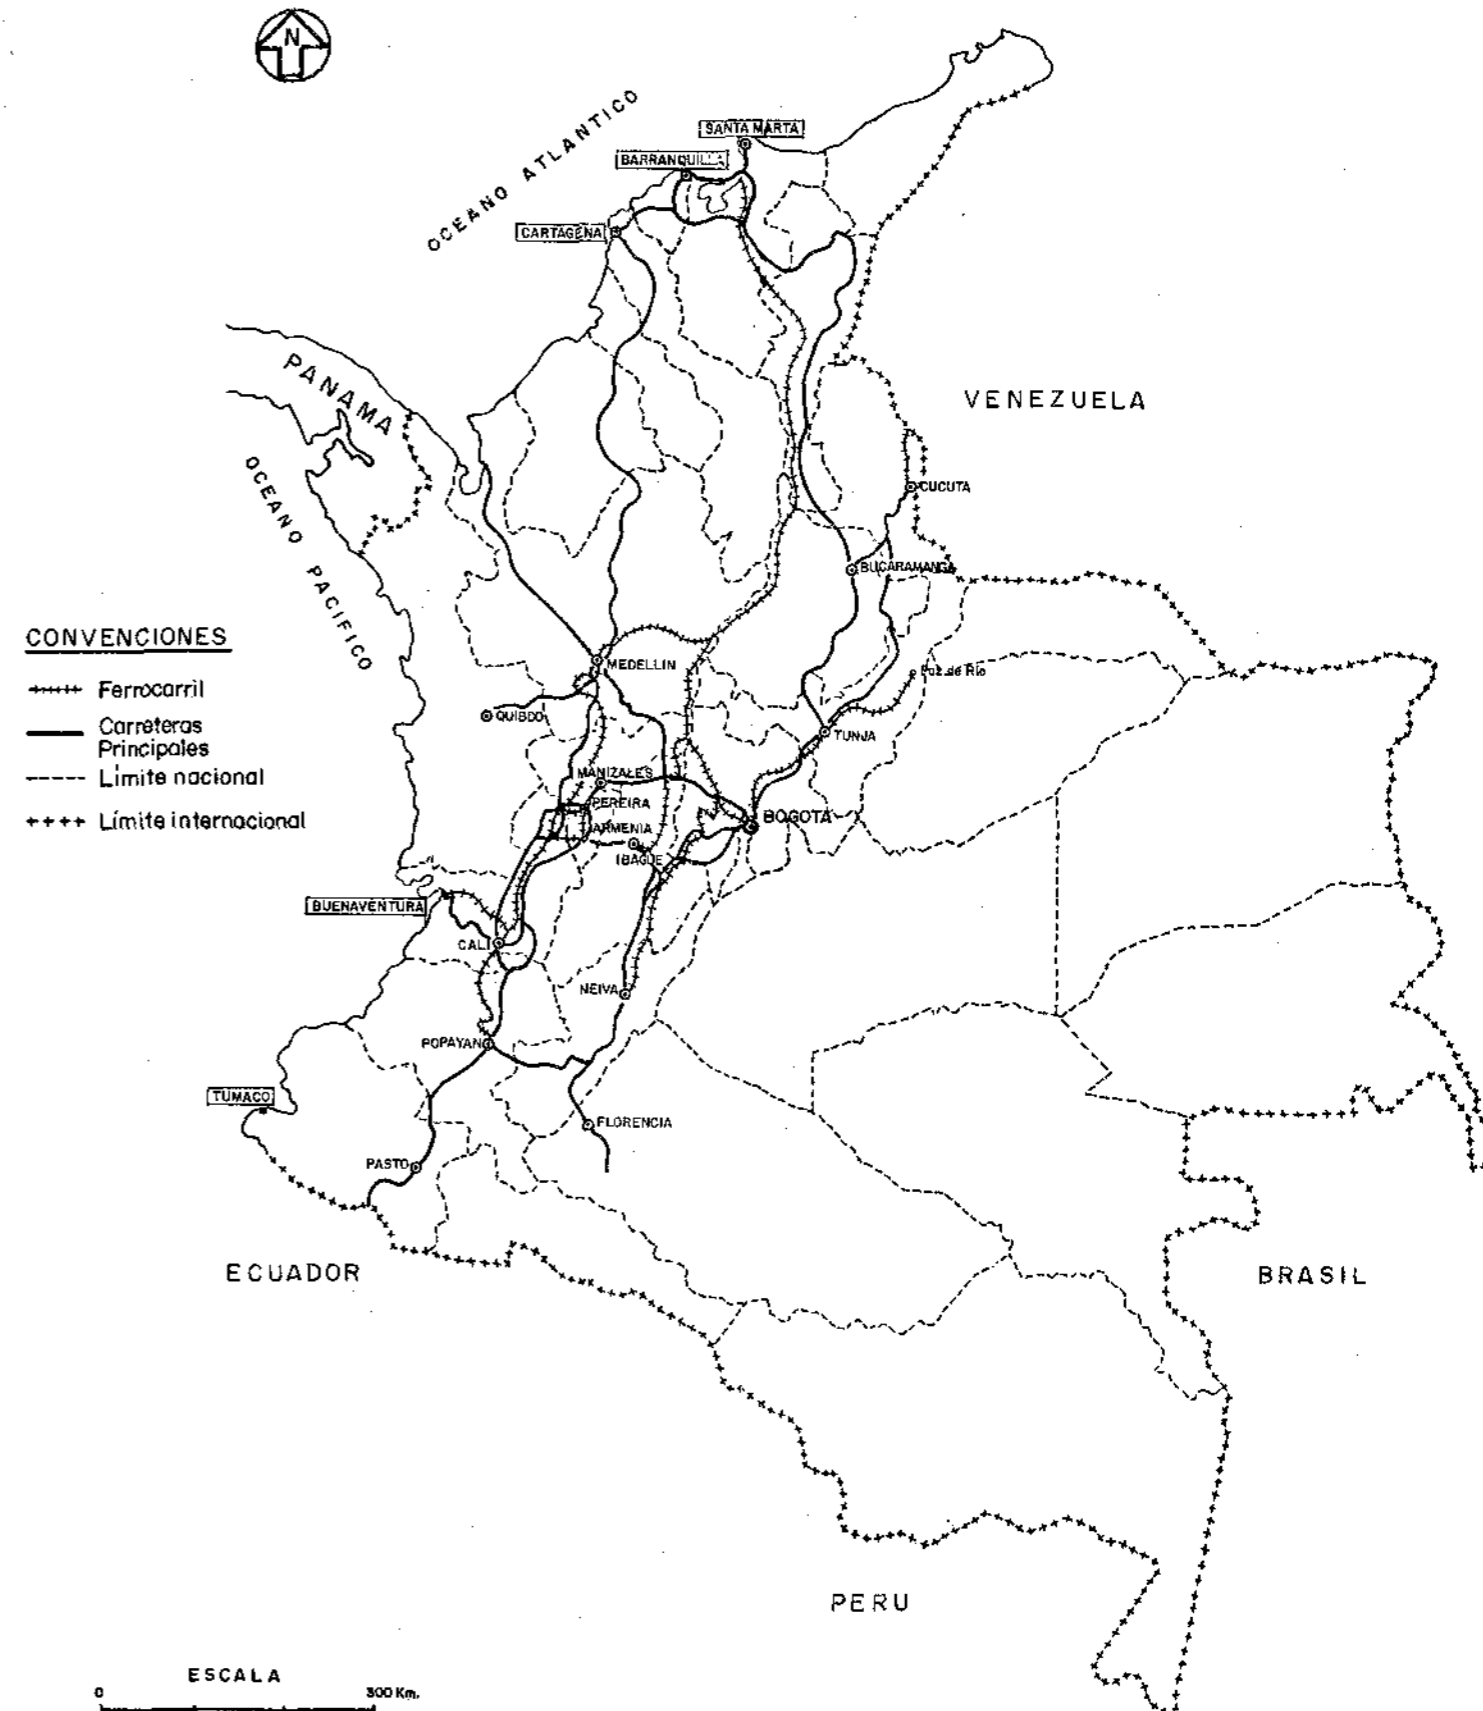 N
OCEANO ATLANTICO
SANTA MARTA
BARRANQUILLA
CARTAGENA
PANAMA
VENEZUELA
OCEANO PACIFICO
CUCUTA
BUCARAMANGA
CONVENCIONES
Ferrocarril
Carreteras
Principales
Límite nacional
Límite internacional
MEDELLIN
Paz de Río
QUIBDO
TUNJA
MANIZALES
PEREIRA
BOGOTA
ARMENIA
IBAGUE
BUENAVENTURA
CALI
NEIVA
POPAYAN
TUMACO
FLORENCIA
PASTO
ECUADOR
BRASIL
PERU
ESCALA
0 300 Km.